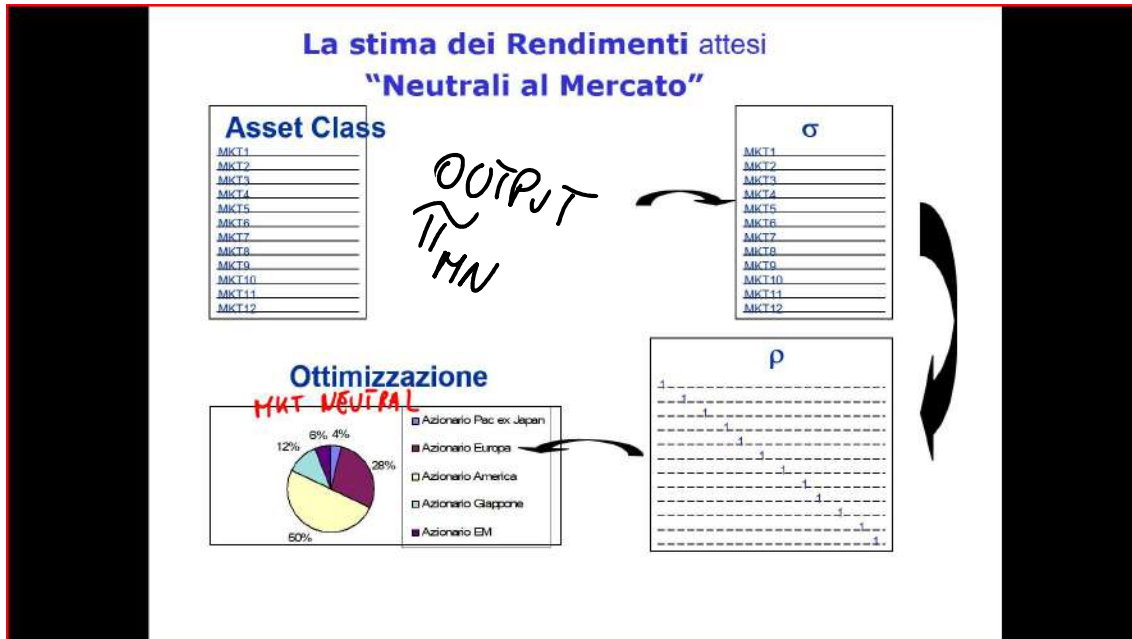 La stima dei Rendimenti attesi
“Neutrali al Mercato”
Asset Class
MKT1
MKT2
MKT3
MKT4
MKT5
MKT6
MKT7
MKT8
MKT9
MKT10
MKT11
MKT12
OUTPUT
Π MN
σ
MKT1
MKT2
MKT3
MKT4
MKT5
MKT6
MKT7
MKT8
MKT9
MKT10
MKT11
MKT12
Ottimizzazione
MKT NEUTRAL
6% 4%
12%
28%
50%
Azionario Pac ex Japan
Azionario Europa
Azionario America
Azionario Giappone
Azionario EM
ρ
1
1
1
1
1
1
1
1
1
1
1
1